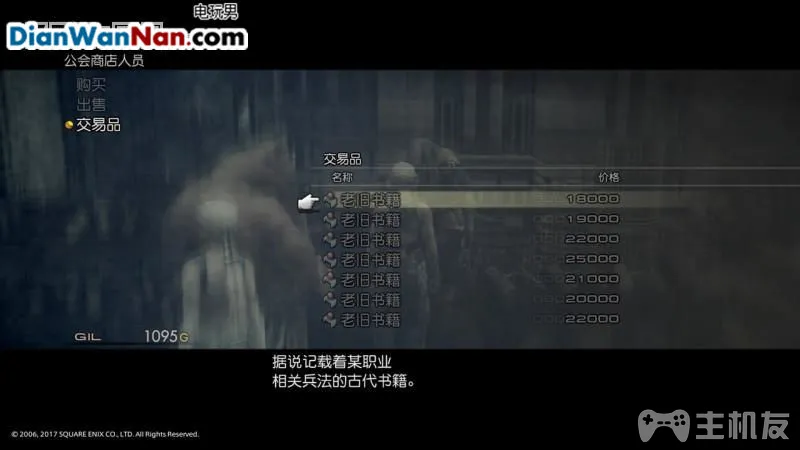 电玩男
DianWanNan.com
公会商店人员
购买
出售
交易品
交易品
名称 价格
老旧书籍 18000
老旧书籍 19000
老旧书籍 22000
老旧书籍 25000
老旧书籍 21000
老旧书籍 20000
老旧书籍 22000
GIL 1095G
据说记载着某职业
相关兵法的古代书籍。
© 2006, 2017 SQUARE ENIX CO., LTD. All Rights Reserved.
主机友